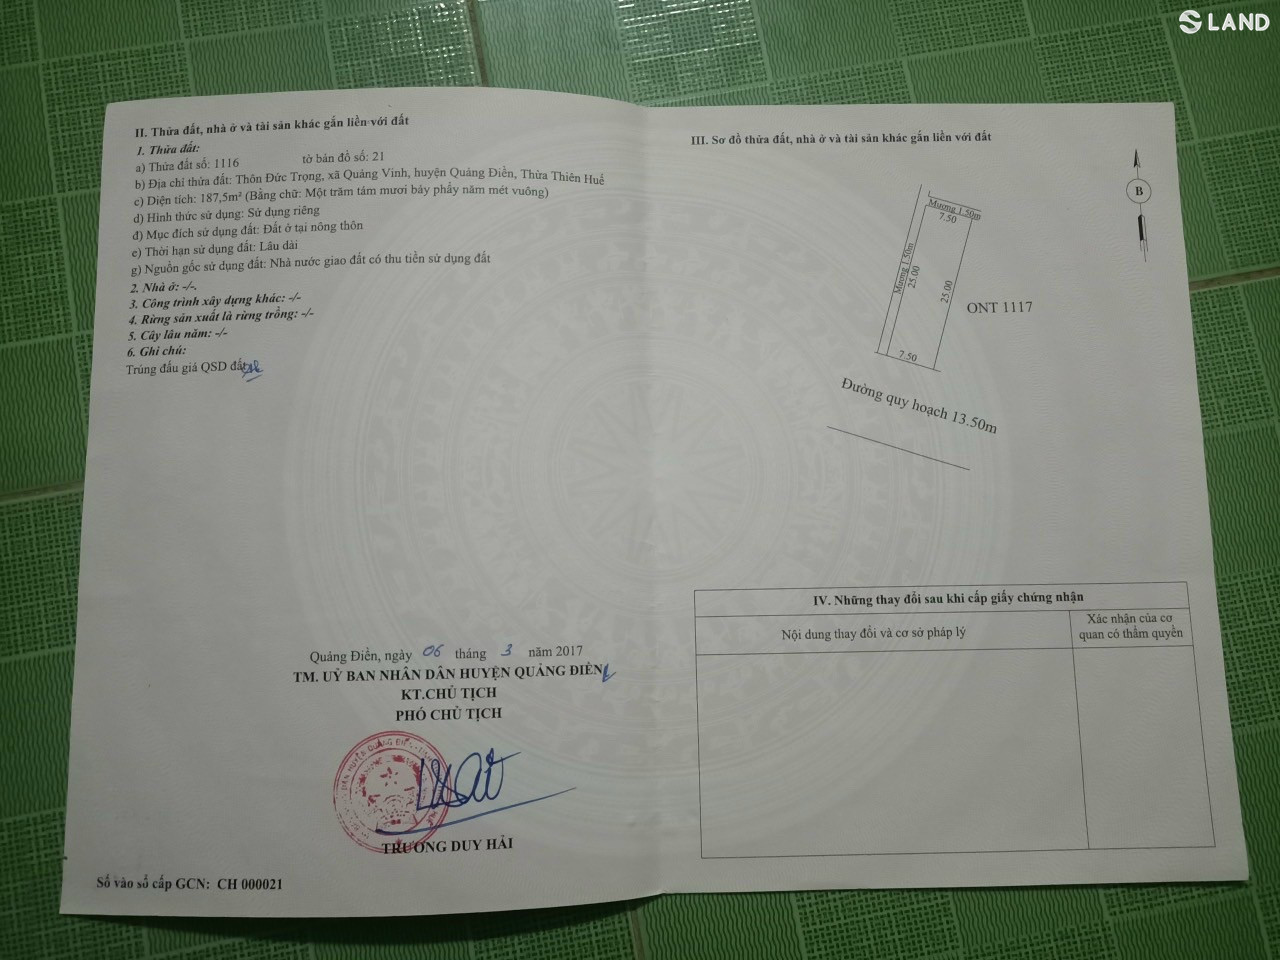 S LAND
II. Thửa đất, nhà ở và tài sản khác gắn liền với đất
1. Thửa đất:
a) Thửa đất số: 1116 tờ bản đồ số: 21
b) Địa chỉ thửa đất: Thôn Đức Trọng, xã Quảng Vinh, huyện Quảng Điền, Thừa Thiên Huế
c) Diện tích: 187,5m² (Bằng chữ: Một trăm tám mươi bảy phẩy năm mét vuông)
d) Hình thức sử dụng: Sử dụng riêng
đ) Mục đích sử dụng đất: Đất ở tại nông thôn
e) Thời hạn sử dụng đất: Lâu dài
g) Nguồn gốc sử dụng đất: Nhà nước giao đất có thu tiền sử dụng đất
2. Nhà ở: -/-.
3. Công trình xây dựng khác: -/-
4. Rừng sản xuất là rừng trồng: -/-
5. Cây lâu năm: -/-
6. Ghi chú:
Trúng đấu giá QSD đất
Quảng Điền, ngày 06 tháng 3 năm 2017
TM. UỶ BAN NHÂN DÂN HUYỆN QUẢNG ĐIỀN
KT.CHỦ TỊCH
PHÓ CHỦ TỊCH
TRƯƠNG DUY HẢI
Số vào sổ cấp GCN: CH 000021
III. Sơ đồ thửa đất, nhà ở và tài sản khác gắn liền với đất
B
Mương 1.50m
7.50
Mương 1.50m
25.00
25.00
ONT 1117
7.50
Đường quy hoạch 13.50m
IV. Những thay đổi sau khi cấp giấy chứng nhận
Nội dung thay đổi và cơ sở pháp lý
Xác nhận của cơ
quan có thẩm quyền